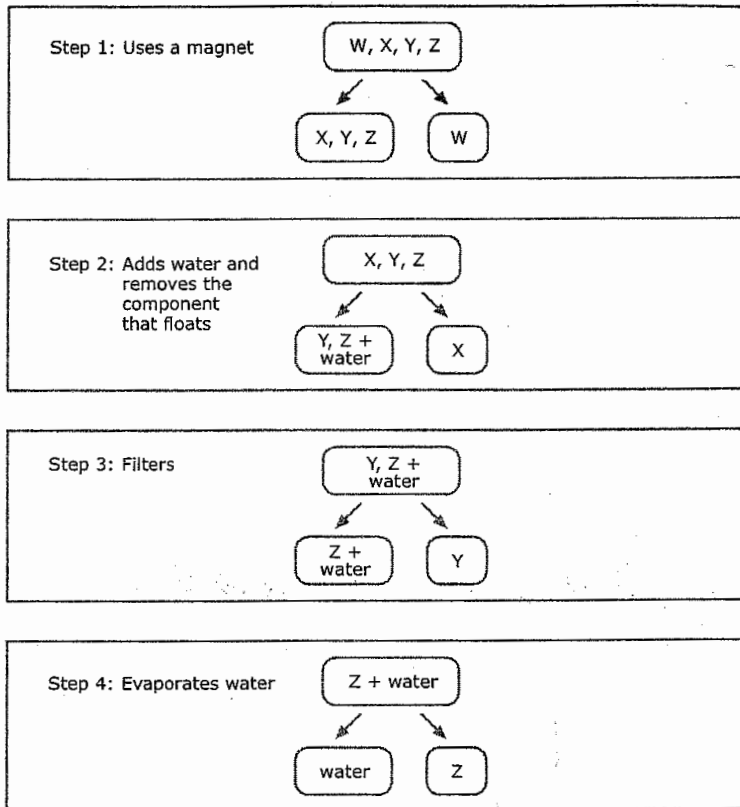 Step 1: Uses a magnet
W, X, Y, Z
X, Y, Z
W
Step 2: Adds water and
removes the
component
that floats
X, Y, Z
Y, Z +
water
X
Step 3: Filters
Y, Z +
water
Z +
water
Y
Step 4: Evaporates water
Z + water
water
Z